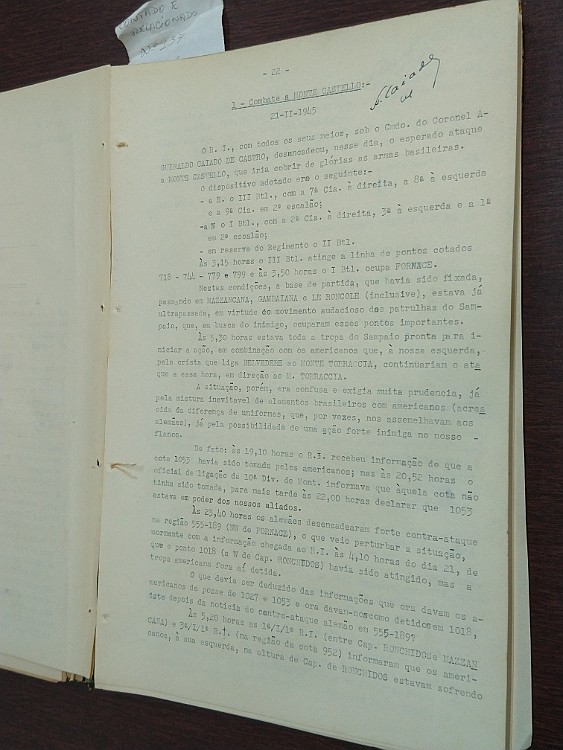 CONTADO E
RELACIONADO
- 22 -
1 - Combate a MONTE CASTELLO:-
21-II-1945
O R. I., com todos os seus meios, sob o Cmdo. do Coronel A-
GUINALDO CAIADO DE CASTRO, desencadeou, nesse dia, o esperado ataque
a MONTE CASTELLO, que iria cobrir de glórias as armas brasileiras.
O dispositivo adotado era o seguinte:-
- a N. o III Btl., com a 7ª Cia. à direita, a 8ª à esquerda
e a 9ª Cia. em 2º escalão;
-a N o I Btl., com a 2ª Cia. à direita, 3ª à esquerda e a 1ª
em 2º escalão;
- em reserva do Regimento o II Btl.
Às 3,15 horas o III Btl. atinge a linha de pontos cotados
718 - 744 - 779 e 799 e às 3,50 horas o I Btl. ocupa FORNACE.
Nestas condições, a base de partida, que havia sido fixada,
passando em MAZZANCANA, GAMBAIANA e LE RONCOLE (inclusive), estava já
ultrapassada, em virtude do movimento audacioso das patrulhas do Sam-
paio, que, em busca do inimigo, ocuparam esses pontos importantes.
Às 5,30 horas estava toda a tropa do Sampaio pronta para i-
niciar a ação, em combinação com os americanos que, à nossa esquerda,
pela crista que liga BELVEDERE ao MONTE TORRACCIA, continuariam o ata
que a essa hora, em direção ao M. TORRACCIA.
A situação, porém, era confusa e exigia muita prudencia, já
pela mistura inevitavel de elementos brasileiros com americanos (acres
cida da diferença de uniformes, que, por vezes, nos assemelhavam aos
alemães), já pela possibilidade de uma ação forte inimiga no nosso -
flanco.
De fato: às 19,10 horas o R.I. recebeu informação de que a
cota 1053 havia sido tomada pelos americanos; mas às 20,52 horas o
oficial de ligação da 10ª Div. de Mont. informava que àquela cota não
tinha sido tomada, para mais tarde às 22,00 horas declarar que 1053
estava em poder dos nossos aliados.
Às 23,40 horas os alemães desencadearam forte contra-ataque
na região 555-189 (NW de FORNACE), o que veio perturbar a situação,
mormente com a informação chegada ao R.I. às 4,10 horas do dia 21, de
que o ponto 1018 (a W de Cap. RONCHIDOS) havia sido atingido, mas a
tropa americana fora aí detida.
O que devia ser deduzido das informações que ora davam os a-
mericanos de posse de 1027 e 1053 e ora davam-noscomo detidosem 1018,
isto depois da noticia do contra-ataque alemão em 555-189?
Às 5,20 horas as 1ª/I/1º R.I. (entre Cap. RONCHIDOSe MAZZAN
CANA) e 3ª/I/1º R.I. (na região da cota 952) informaram que os ameri-
canos, à sua esquerda, na altura de Cap. de RONCHIDOS estavam sofrendo